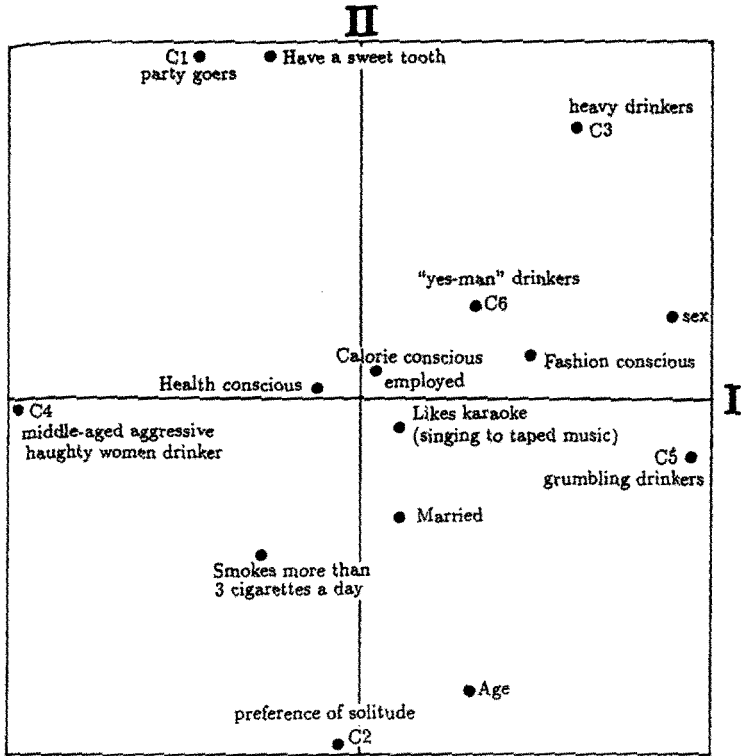 II
C1
party goers
Have a sweet tooth
heavy drinkers
C3
“yes-man” drinkers
C6
sex
Calorie conscious
employed
Fashion conscious
Health conscious
I
C4
middle-aged aggressive
haughty women drinker
Likes karaoke
(singing to taped music)
C5
grumbling drinkers
Married
Smokes more than
3 cigarettes a day
Age
preference of solitude
C2